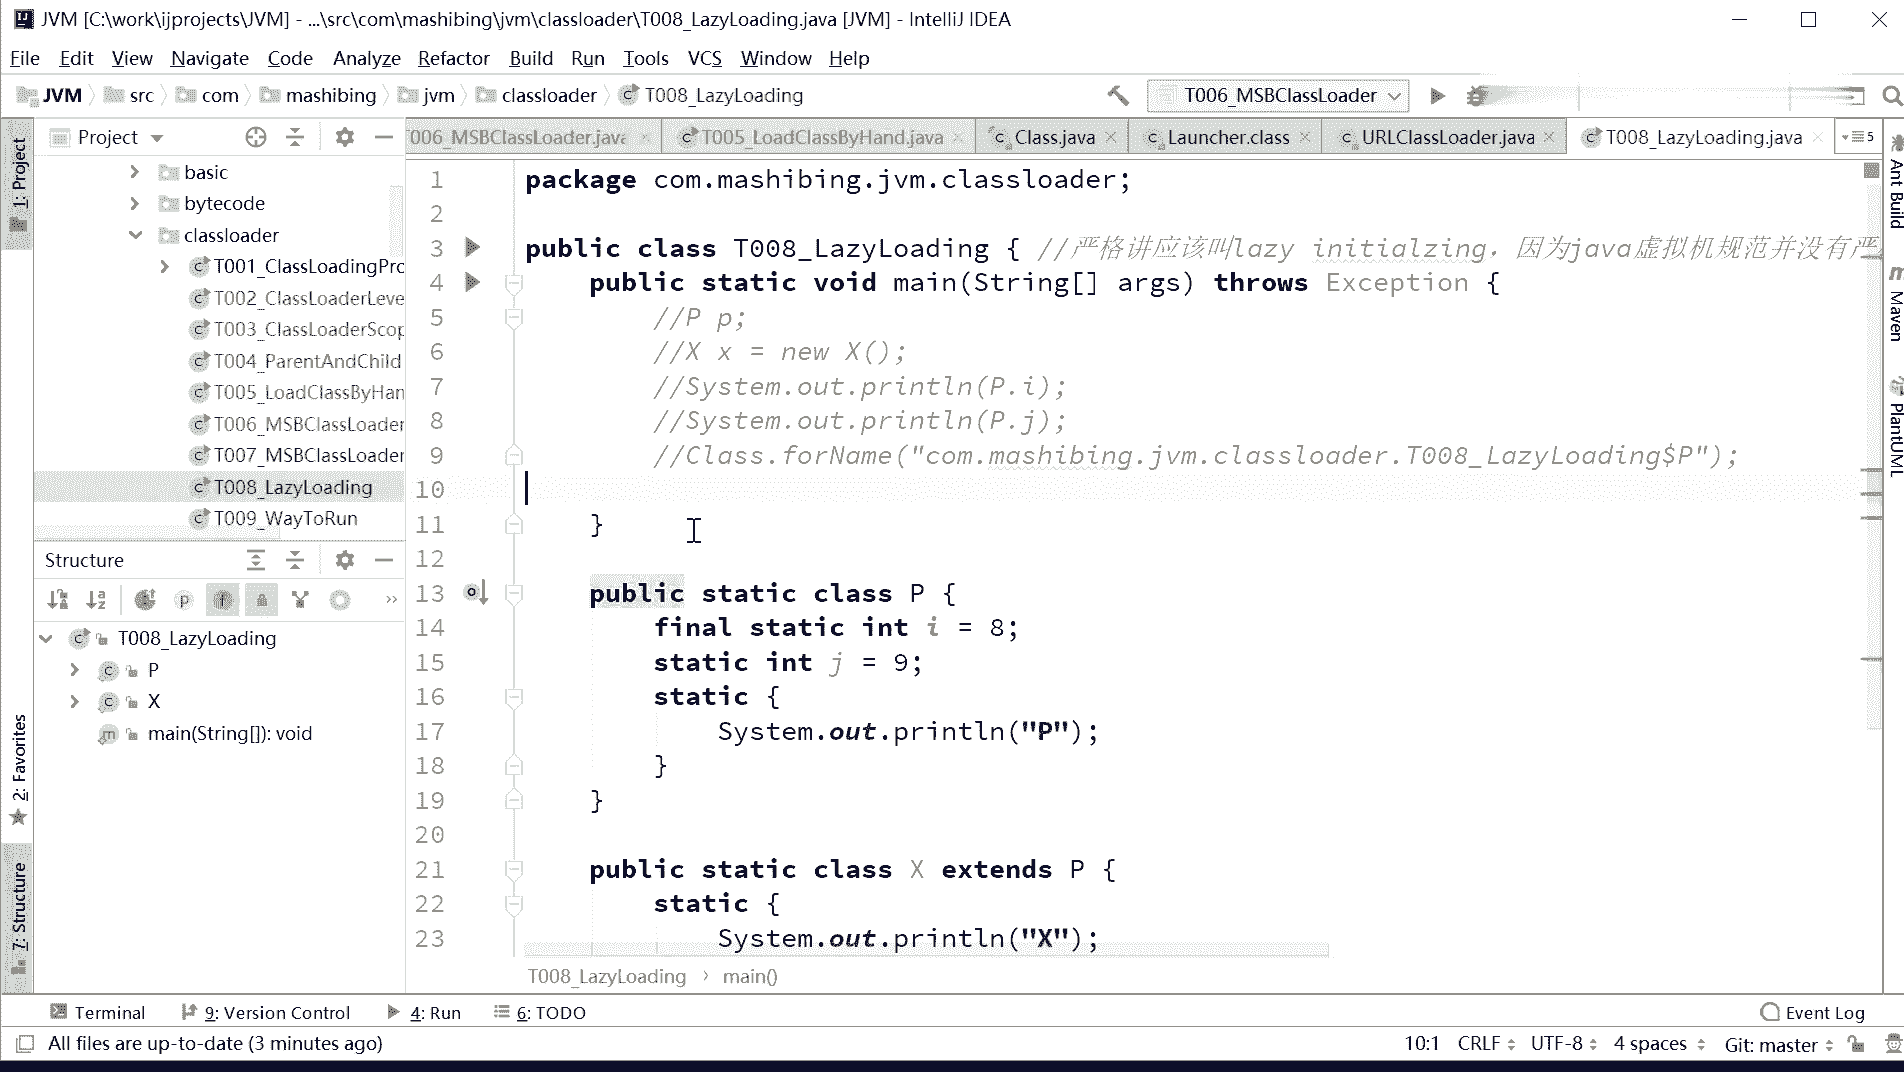 JVM [C:\work\ijprojects\JVM] - ...\src\com\mashibing\jvm\classloader\T008_LazyLoading.java [JVM] - IntelliJ IDEA
File Edit View Navigate Code Analyze Refactor Build Run Tools VCS Window Help
JVM src com mashibing jvm classloader T008_LazyLoading T006_MSBClassLoader
Project
006_MSBClassLoader.java T005_LoadClassByHand.java Class.java Launcher.class URLClassLoader.java T008_LazyLoading.java 5
1: Project
basic
bytecode
classloader
T001_ClassLoadingPro
T002_ClassLoaderLeve
T003_ClassLoaderScop
T004_ParentAndChild
T005_LoadClassByHan
T006_MSBClassLoader
T007_MSBClassLoader
T008_LazyLoading
T009_WayToRun
Structure
T008_LazyLoading
P
X
main(String[]): void
2: Favorites
7: Structure
1 package com.mashibing.jvm.classloader;
2
3 public class T008_LazyLoading { //严格讲应该叫lazy initialzing，因为java虚拟机规范并没有严
4 public static void main(String[] args) throws Exception {
5 //P p;
6 //X x = new X();
7 //System.out.println(P.i);
8 //System.out.println(P.j);
9 //Class.forName("com.mashibing.jvm.classloader.T008_LazyLoading$P");
10
11 }
12
13 public static class P {
14 final static int i = 8;
15 static int j = 9;
16 static {
17 System.out.println("P");
18 }
19 }
20
21 public static class X extends P {
22 static {
23 System.out.println("X");
T008_LazyLoading › main()
Ant Build
Maven
PlantUML
Terminal 9: Version Control 4: Run 6: TODO Event Log
All files are up-to-date (3 minutes ago) 10:1 CRLF UTF-8 4 spaces Git: master